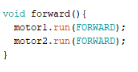 void forward(){
motor1.run(FORWARD);
motor2.run(FORWARD);
}